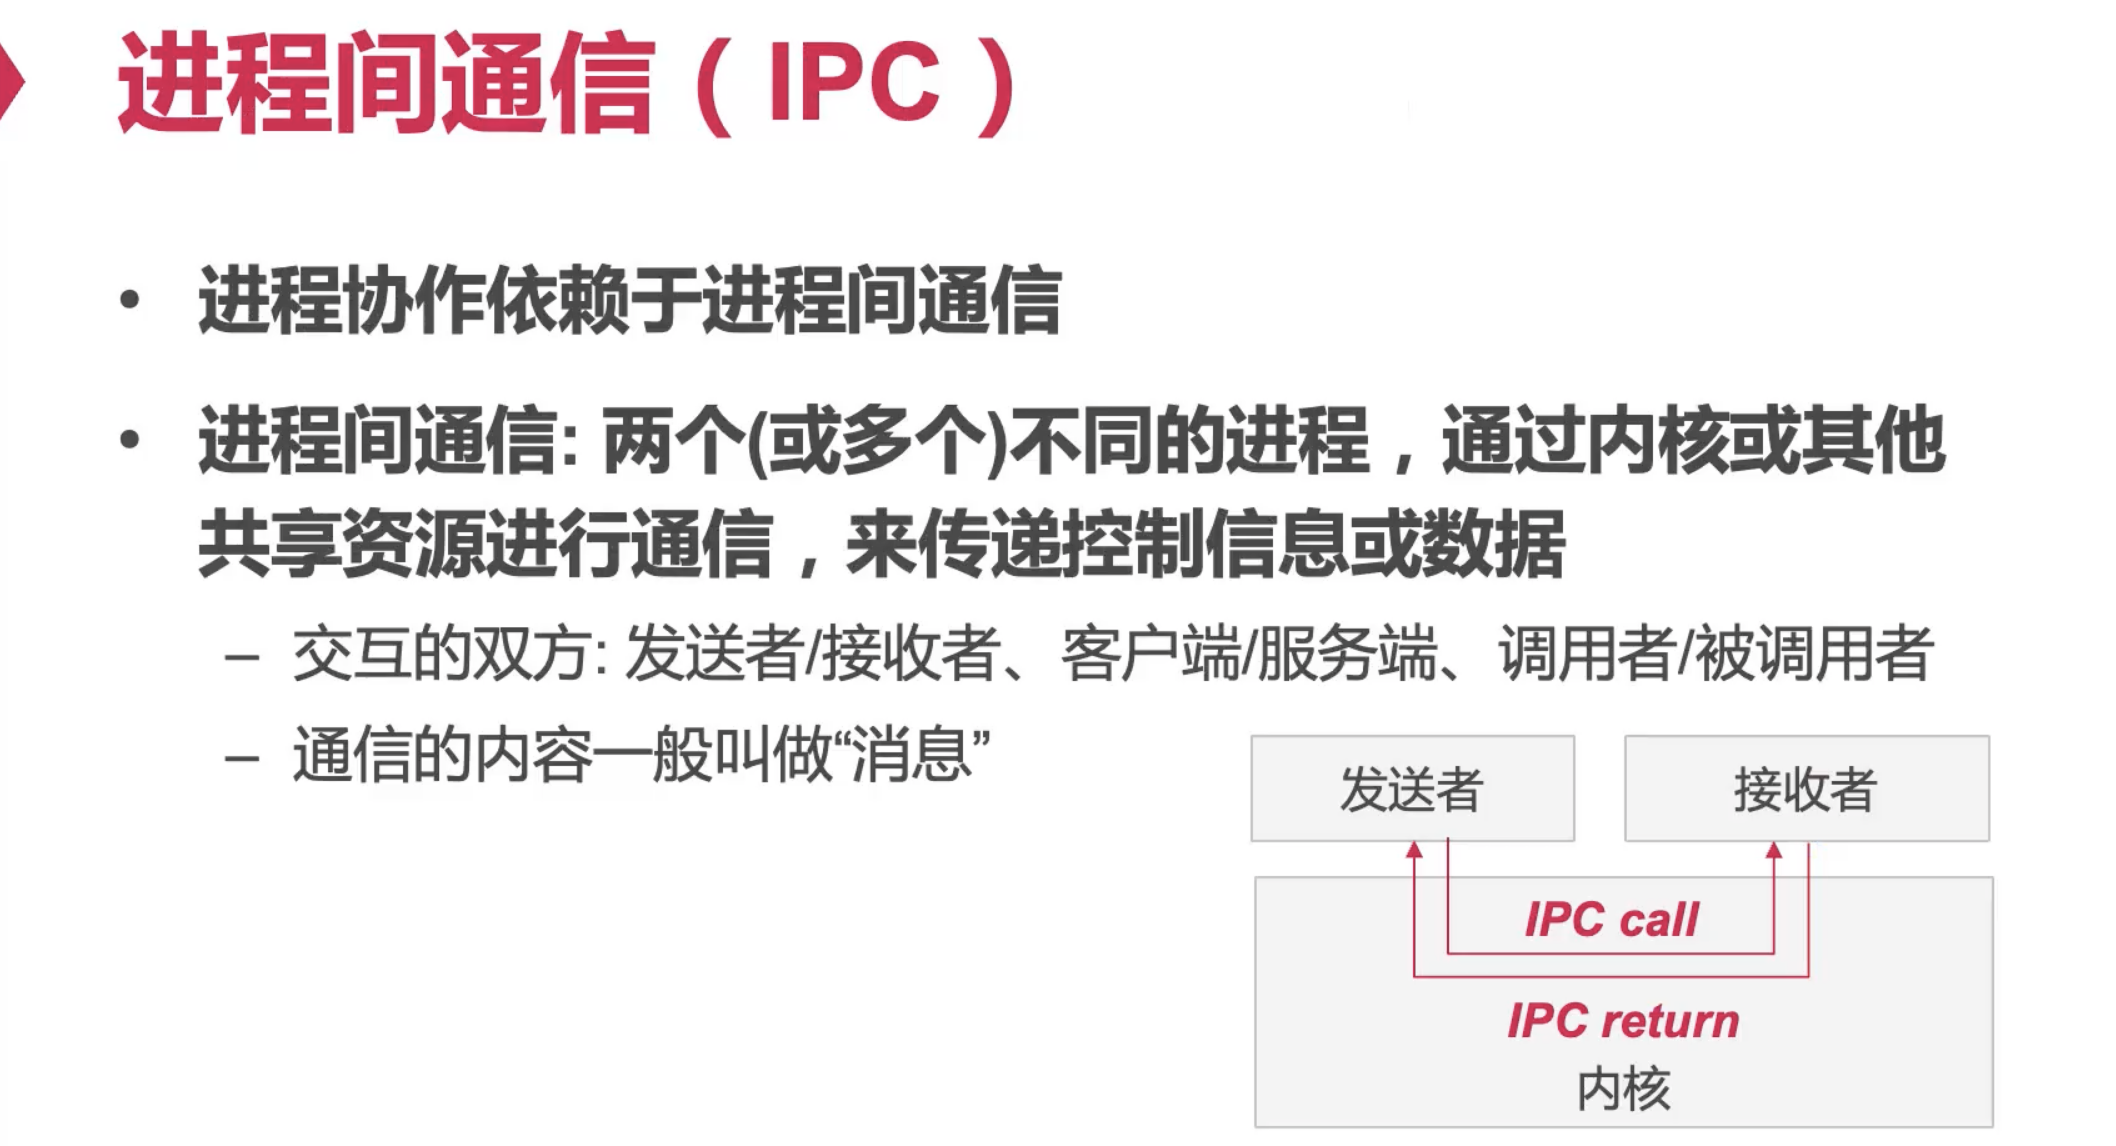 进程间通信（IPC）
• 进程协作依赖于进程间通信
• 进程间通信: 两个(或多个)不同的进程，通过内核或其他
共享资源进行通信，来传递控制信息或数据
– 交互的双方: 发送者/接收者、客户端/服务端、调用者/被调用者
– 通信的内容一般叫做“消息”
发送者 接收者
IPC call
IPC return
内核